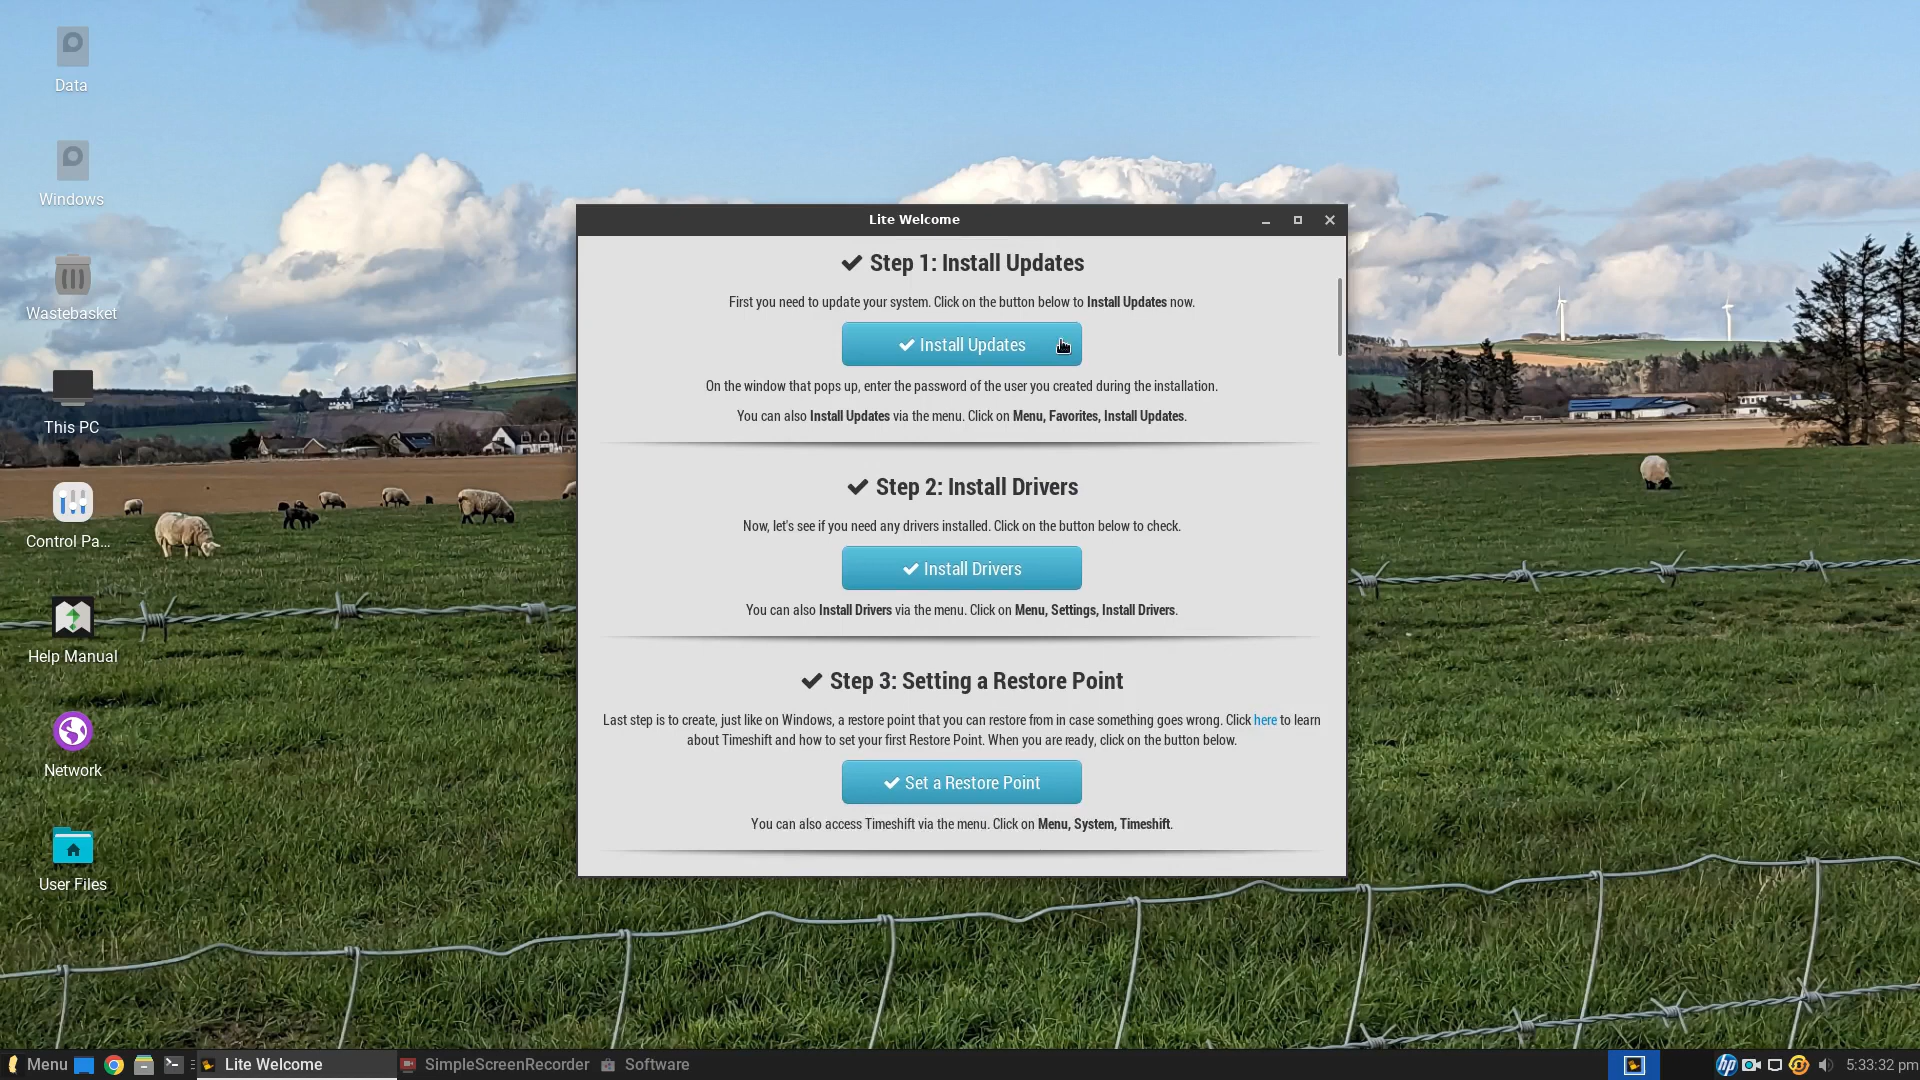 Data
Windows
Wastebasket
This PC
Control Pa...
Help Manual
Network
User Files
Lite Welcome
Step 1: Install Updates
First you need to update your system. Click on the button below to Install Updates now.
Install Updates
On the window that pops up, enter the password of the user you created during the installation.
You can also Install Updates via the menu. Click on Menu, Favorites, Install Updates.
Step 2: Install Drivers
Now, let's see if you need any drivers installed. Click on the button below to check.
Install Drivers
You can also Install Drivers via the menu. Click on Menu, Settings, Install Drivers.
Step 3: Setting a Restore Point
Last step is to create, just like on Windows, a restore point that you can restore from in case something goes wrong. Click here to learn
about Timeshift and how to set your first Restore Point. When you are ready, click on the button below.
Set a Restore Point
You can also access Timeshift via the menu. Click on Menu, System, Timeshift.
Menu Lite Welcome SimpleScreenRecorder Software hp 5:33:32 pm